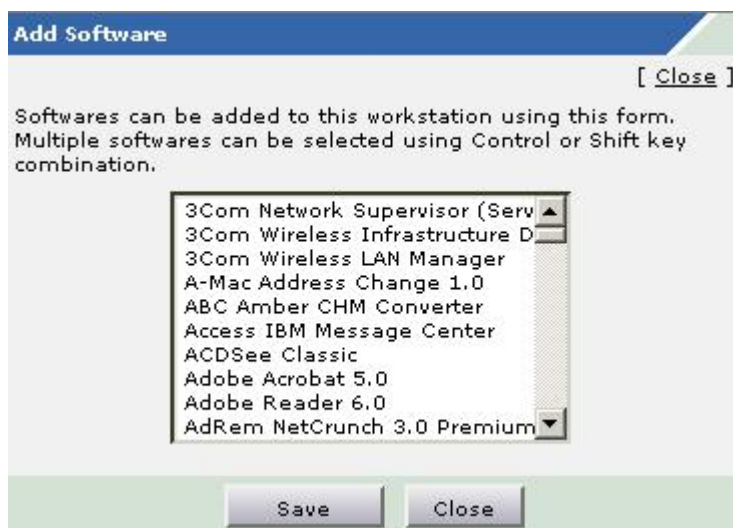 Add Software
[ Close ]
Softwares can be added to this workstation using this form.
Multiple softwares can be selected using Control or Shift key
combination.
3Com Network Supervisor (Serv
3Com Wireless Infrastructure D
3Com Wireless LAN Manager
A-Mac Address Change 1.0
ABC Amber CHM Converter
Access IBM Message Center
ACDSee Classic
Adobe Acrobat 5.0
Adobe Reader 6.0
AdRem NetCrunch 3.0 Premium
Save Close